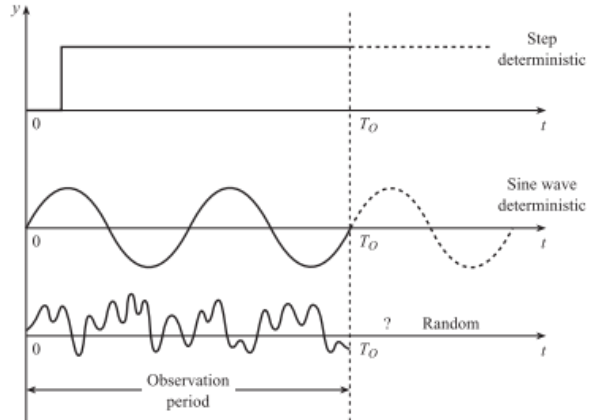 y
Step
deterministic
0
T_O
t
Sine wave
deterministic
0
T_O
t
? Random
0
T_O
t
Observation
period